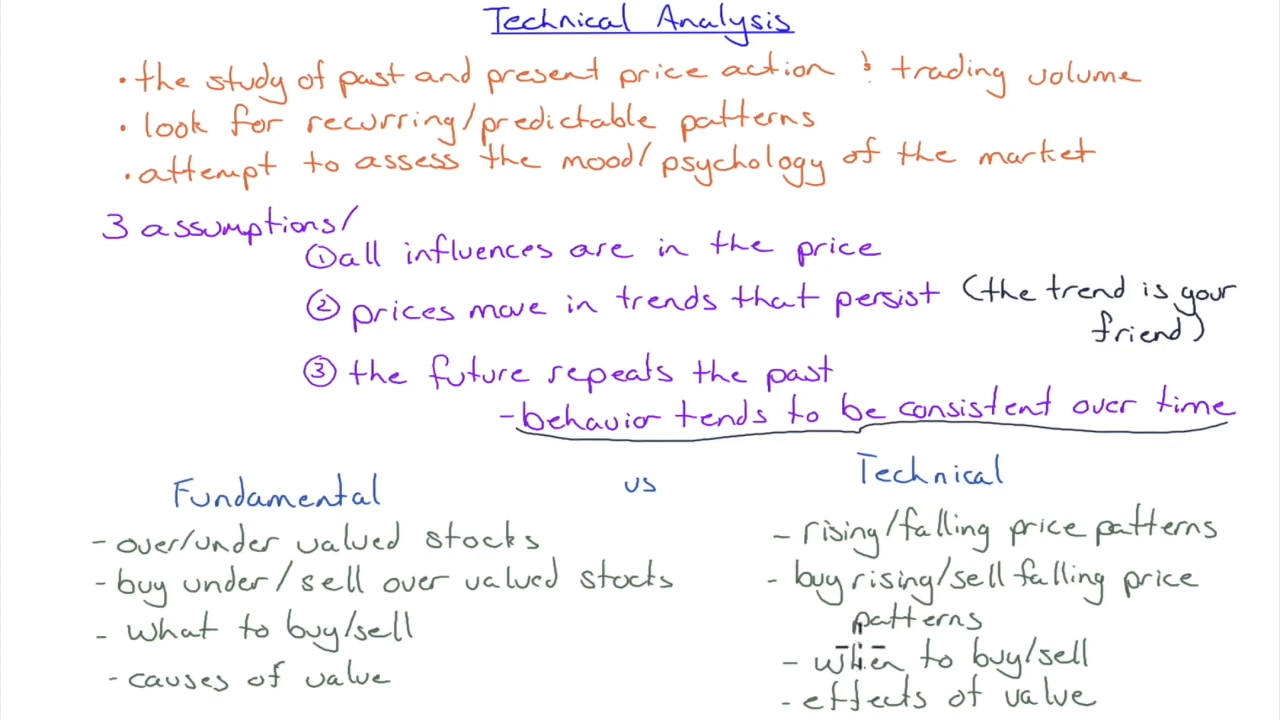 Technical Analysis
• the study of past and present price action & trading volume
• look for recurring/predictable patterns
• attempt to assess the mood/psychology of the market
3 assumptions/
① all influences are in the price
② prices move in trends that persist (the trend is your
friend)
③ the future repeats the past
- behavior tends to be consistent over time
Fundamental vs Technical
- over/under valued stocks
- buy under/sell over valued stocks
- what to buy/sell
- causes of value
- rising/falling price patterns
- buy rising/sell falling price
patterns
- when to buy/sell
- effects of value